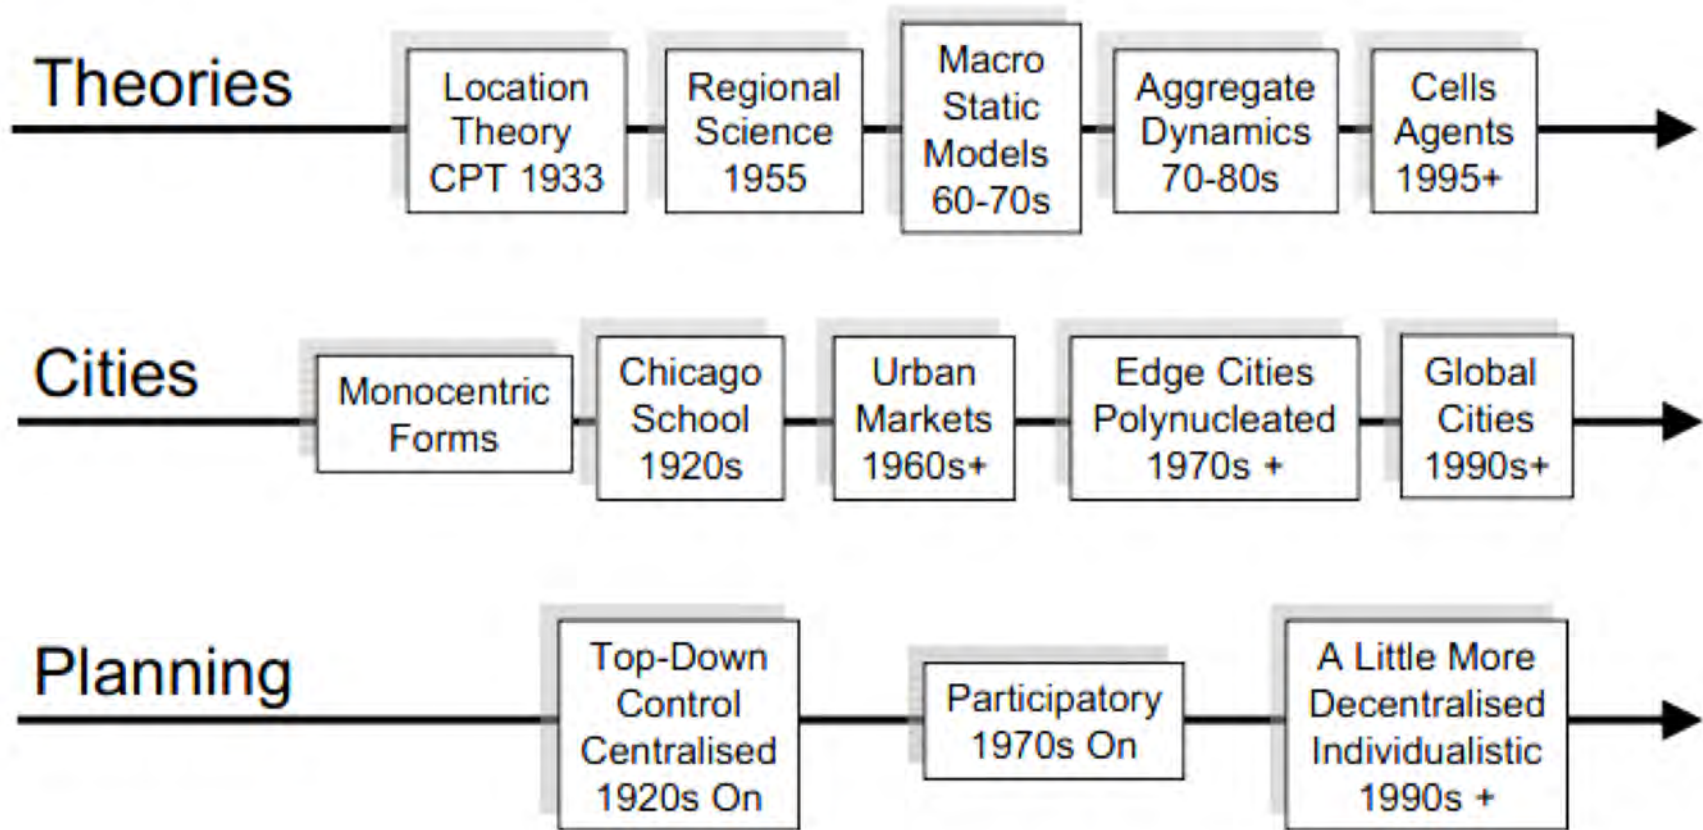 Theories
Location
Theory
CPT 1933
Regional
Science
1955
Macro
Static
Models
60-70s
Aggregate
Dynamics
70-80s
Cells
Agents
1995+
Cities
Monocentric
Forms
Chicago
School
1920s
Urban
Markets
1960s+
Edge Cities
Polynucleated
1970s +
Global
Cities
1990s+
Planning
Top-Down
Control
Centralised
1920s On
Participatory
1970s On
A Little More
Decentralised
Individualistic
1990s +